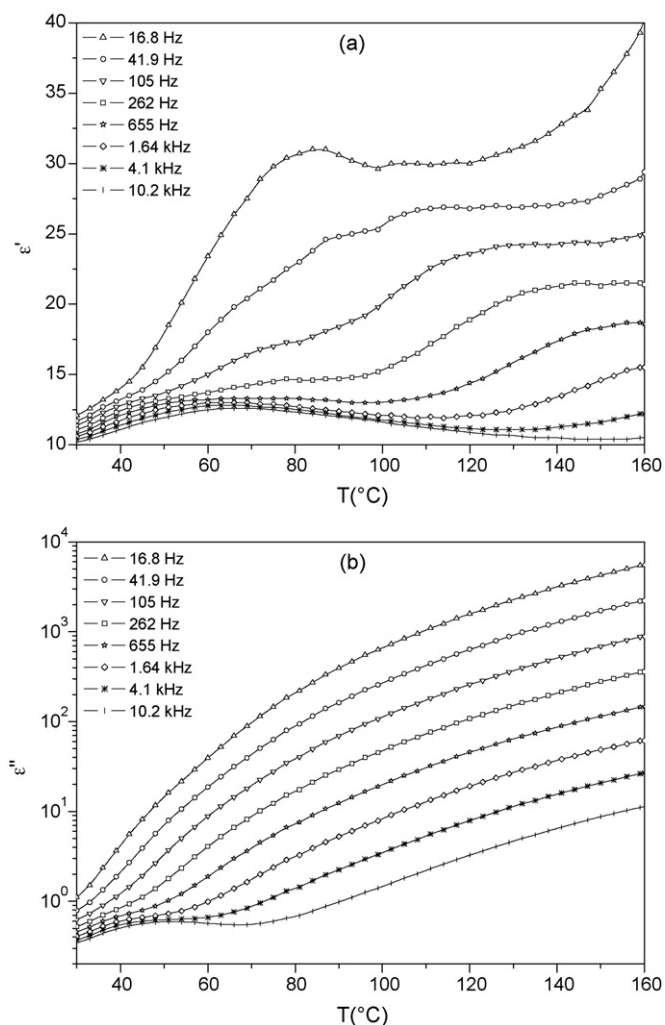 (a)
16.8 Hz
41.9 Hz
105 Hz
262 Hz
655 Hz
1.64 kHz
4.1 kHz
10.2 kHz
40
35
30
25
20
15
10
ε'
40 60 80 100 120 140 160
T(°C)
(b)
16.8 Hz
41.9 Hz
105 Hz
262 Hz
655 Hz
1.64 kHz
4.1 kHz
10.2 kHz
10⁴
10³
10²
10¹
10⁰
ε"
40 60 80 100 120 140 160
T(°C)